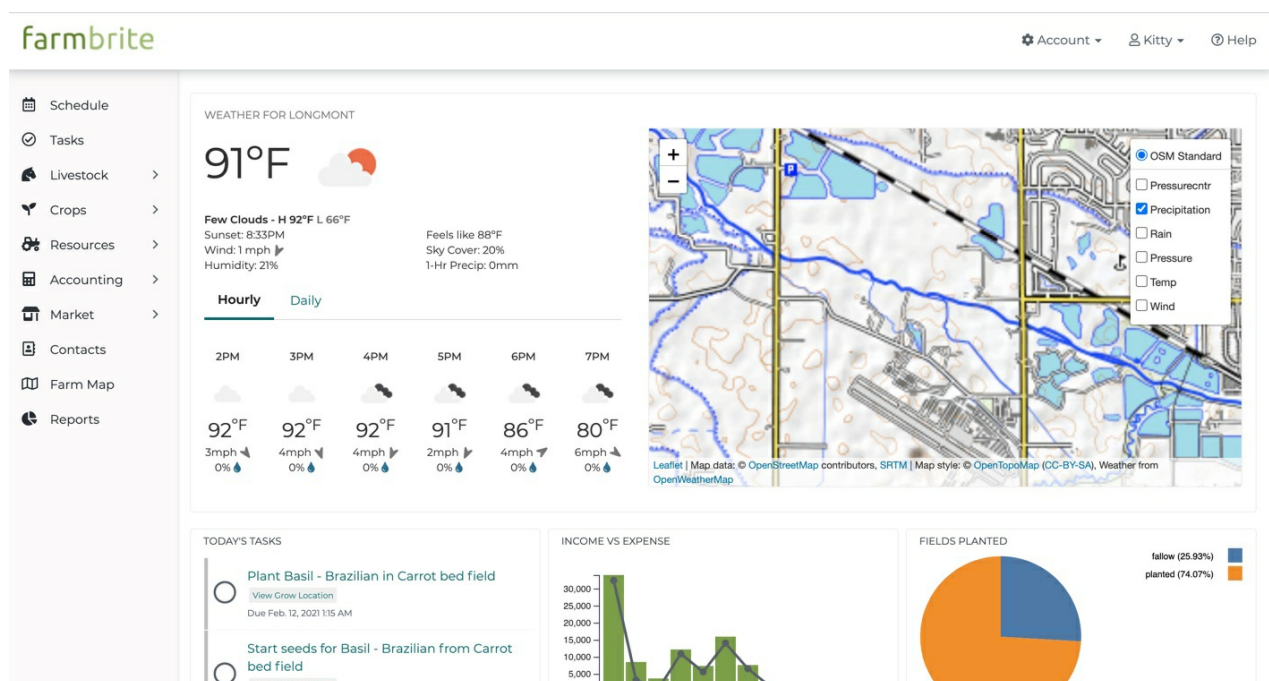 farmbrite
Account
Kitty
Help
Schedule
Tasks
Livestock
Crops
Resources
Accounting
Market
Contacts
Farm Map
Reports
WEATHER FOR LONGMONT
91°F
Few Clouds - H 92°F L 66°F
Sunset: 8:33PM
Wind: 1 mph
Humidity: 21%
Feels like 88°F
Sky Cover: 20%
1-Hr Precip: 0mm
Hourly Daily
2PM 3PM 4PM 5PM 6PM 7PM
92°F 92°F 92°F 91°F 86°F 80°F
3mph 4mph 4mph 2mph 4mph 6mph
0% 0% 0% 0% 0% 0%
+
−
P
OSM Standard
Pressurecntr
Precipitation
Rain
Pressure
Temp
Wind
Leaflet | Map data: © OpenStreetMap contributors, SRTM | Map style: © OpenTopoMap (CC-BY-SA), Weather from
OpenWeatherMap
TODAY'S TASKS
Plant Basil - Brazilian in Carrot bed field
View Grow Location
Due Feb. 12, 2021 1:15 AM
Start seeds for Basil - Brazilian from Carrot
bed field
INCOME VS EXPENSE
30,000
25,000
20,000
15,000
10,000
5,000
FIELDS PLANTED
fallow (25.93%)
planted (74.07%)